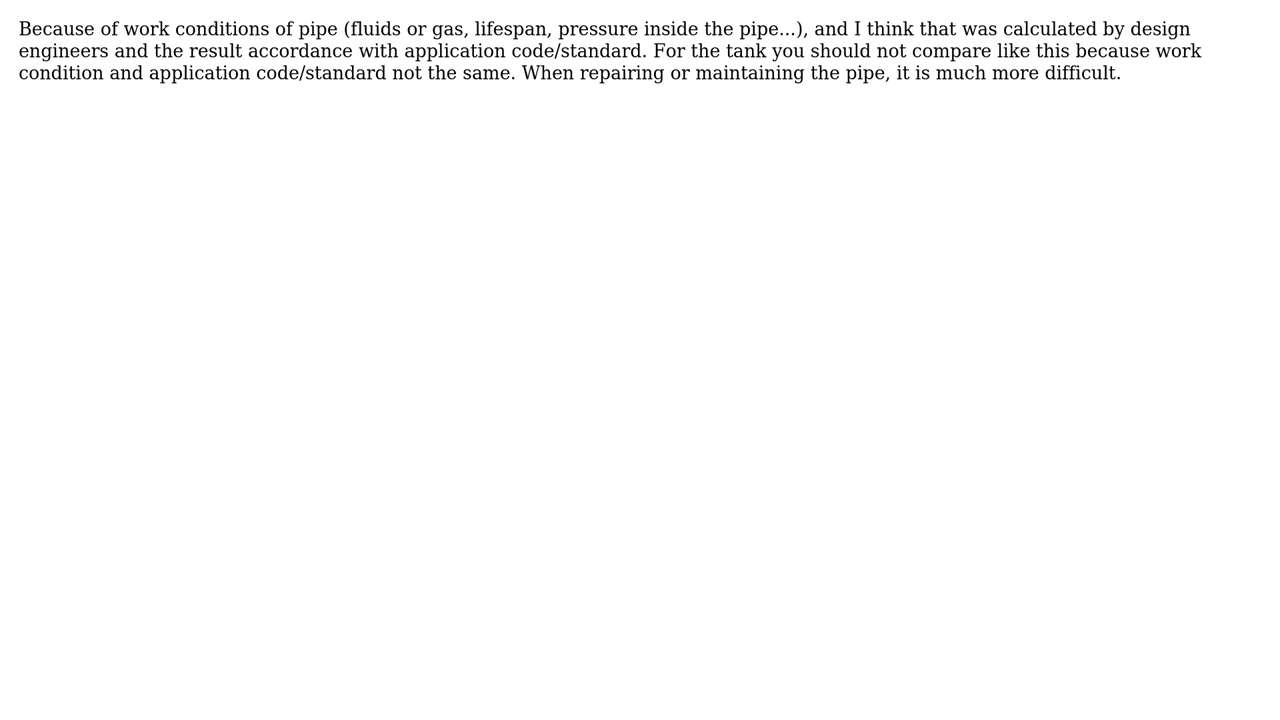 Because of work conditions of pipe (fluids or gas, lifespan, pressure inside the pipe...), and I think that was calculated by design
engineers and the result accordance with application code/standard. For the tank you should not compare like this because work
condition and application code/standard not the same. When repairing or maintaining the pipe, it is much more difficult.